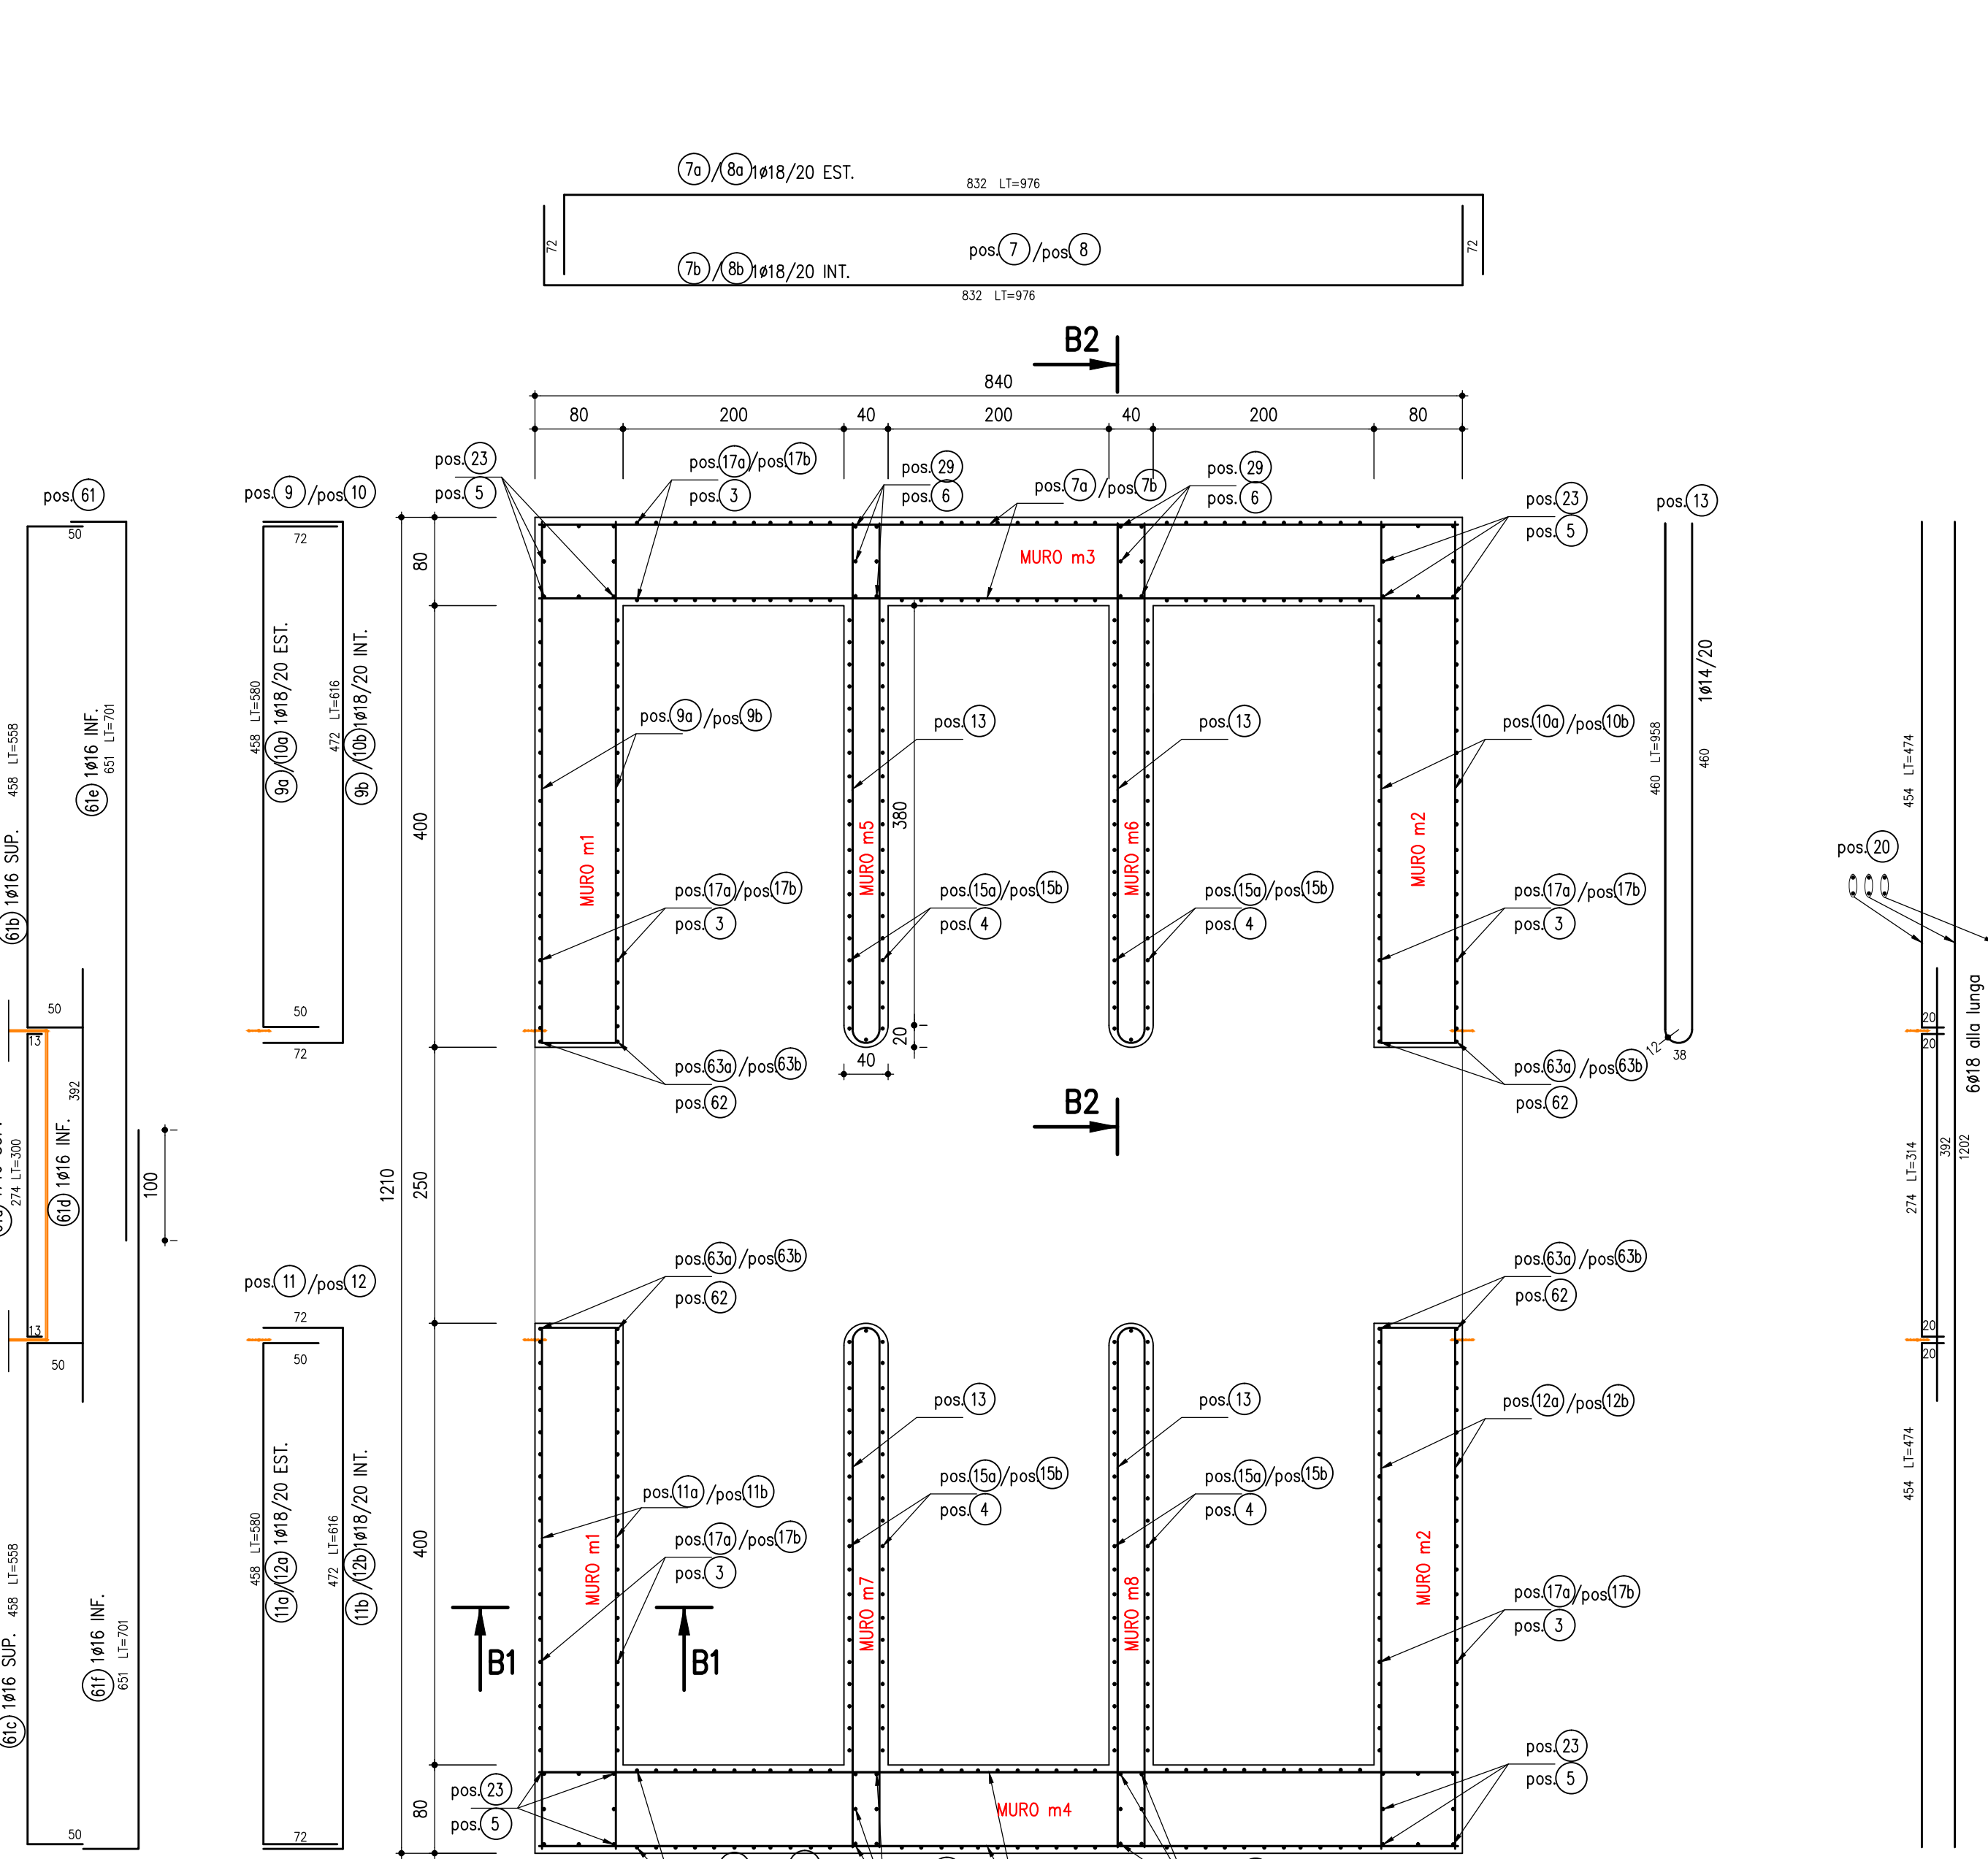 7a / 8a 1ø18/20 EST.
832 LT=976
72
pos. 7 /pos. 8
72
7b / 8b 1ø18/20 INT.
832 LT=976
B2
840
80 200 40 200 40 200 80
pos. 23
pos. 5
pos. 17a /pos. 17b
pos. 3
pos. 29
pos. 6
pos. 7a /pos. 7b
pos. 29
pos. 6
pos. 23
pos. 5
pos. 61
pos. 9 /pos. 10
pos. 13
50
72
80
MURO m3
61b 1ø16 SUP. 458 LT=558
61e 1ø16 INF.
651 LT=701
458 LT=580
9a /10a 1ø18/20 EST.
472 LT=616
9b /10b 1ø18/20 INT.
400
pos. 9a /pos. 9b
pos. 13
pos. 13
pos. 10a /pos. 10b
460 LT=958
1ø14/20
460
454 LT=474
MURO m1
MURO m5
380
MURO m6
MURO m2
pos. 20
pos. 17a /pos. 17b
pos. 3
pos. 15a /pos. 15b
pos. 4
pos. 15a /pos. 15b
pos. 4
pos. 17a /pos. 17b
pos. 3
50
13
50
72
20
40
12
38
20
20
6ø18 alla lunga
pos. 63a /pos. 63b
pos. 62
pos. 63a /pos. 63b
pos. 62
B2
274 LT=300
61d 1ø16 INF.
392
100
1210
250
274 LT=314
392
1202
pos. 63a /pos. 63b
pos. 62
pos. 63a /pos. 63b
pos. 62
pos. 11 /pos. 12
72
13
50
50
20
20
pos. 13
pos. 13
pos. 12a /pos. 12b
454 LT=474
61c 1ø16 SUP. 458 LT=558
61f 1ø16 INF.
651 LT=701
458 LT=580
11a /12a 1ø18/20 EST.
472 LT=616
11b /12b 1ø18/20 INT.
400
pos. 11a /pos. 11b
pos. 15a /pos. 15b
pos. 4
pos. 15a /pos. 15b
pos. 4
MURO m1
pos. 17a /pos. 17b
pos. 3
MURO m7
MURO m8
MURO m2
pos. 17a /pos. 17b
pos. 3
B1
B1
pos. 23
pos. 5
80
MURO m4
pos. 23
pos. 5
50
72